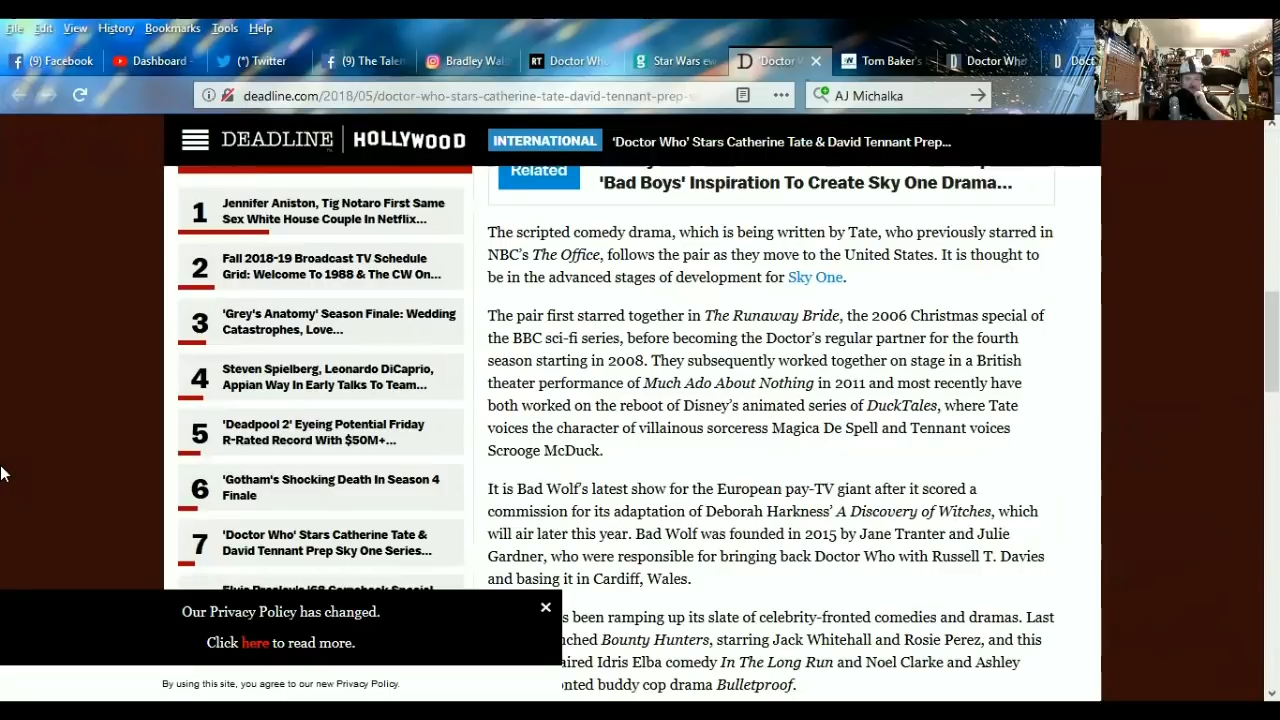 File Edit View History Bookmarks Tools Help
(9) Facebook
Dashboard -
(*) Twitter
(9) The Talen
Bradley Wal
RT Doctor Who
Star Wars ev
D 'Doctor W
Tom Baker's
Doctor Who
Doct
deadline.com/2018/05/doctor-who-stars-catherine-tate-david-tennant-prep-
AJ Michalka
DEADLINE | HOLLYWOOD
INTERNATIONAL 'Doctor Who' Stars Catherine Tate & David Tennant Prep...
1 Jennifer Aniston, Tig Notaro First Same
Sex White House Couple In Netflix...
2 Fall 2018-19 Broadcast TV Schedule
Grid: Welcome To 1988 & The CW On...
3 'Grey's Anatomy' Season Finale: Wedding
Catastrophes, Love...
4 Steven Spielberg, Leonardo DiCaprio,
Appian Way In Early Talks To Team...
5 'Deadpool 2' Eyeing Potential Friday
R-Rated Record With $50M+...
6 'Gotham's Shocking Death In Season 4
Finale
7 'Doctor Who' Stars Catherine Tate &
David Tennant Prep Sky One Series...
Elvis Presley's '68 Comeback Special
Related
'Bad Boys' Inspiration To Create Sky One Drama...
The scripted comedy drama, which is being written by Tate, who previously starred in
NBC's The Office, follows the pair as they move to the United States. It is thought to
be in the advanced stages of development for Sky One.
The pair first starred together in The Runaway Bride, the 2006 Christmas special of
the BBC sci-fi series, before becoming the Doctor's regular partner for the fourth
season starting in 2008. They subsequently worked together on stage in a British
theater performance of Much Ado About Nothing in 2011 and most recently have
both worked on the reboot of Disney's animated series of DuckTales, where Tate
voices the character of villainous sorceress Magica De Spell and Tennant voices
Scrooge McDuck.
It is Bad Wolf's latest show for the European pay-TV giant after it scored a
commission for its adaptation of Deborah Harkness' A Discovery of Witches, which
will air later this year. Bad Wolf was founded in 2015 by Jane Tranter and Julie
Gardner, who were responsible for bringing back Doctor Who with Russell T. Davies
and basing it in Cardiff, Wales.
s been ramping up its slate of celebrity-fronted comedies and dramas. Last
nched Bounty Hunters, starring Jack Whitehall and Rosie Perez, and this
aired Idris Elba comedy In The Long Run and Noel Clarke and Ashley
nted buddy cop drama Bulletproof.
Our Privacy Policy has changed.
Click here to read more.
By using this site, you agree to our new Privacy Policy.